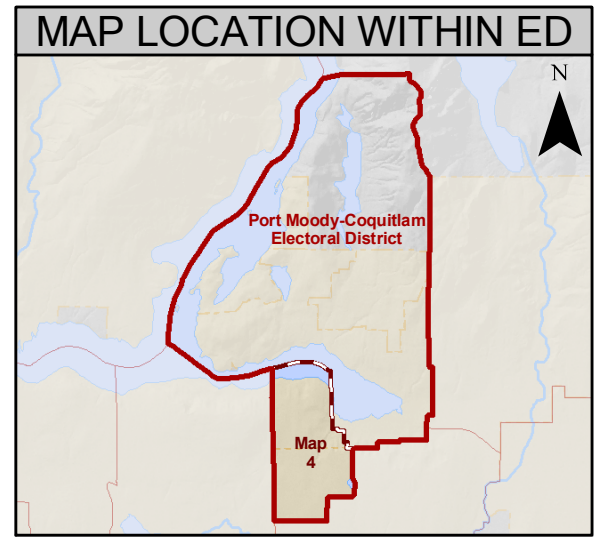 MAP LOCATION WITHIN ED
N
Port Moody-Coquitlam
Electoral District
Map
4